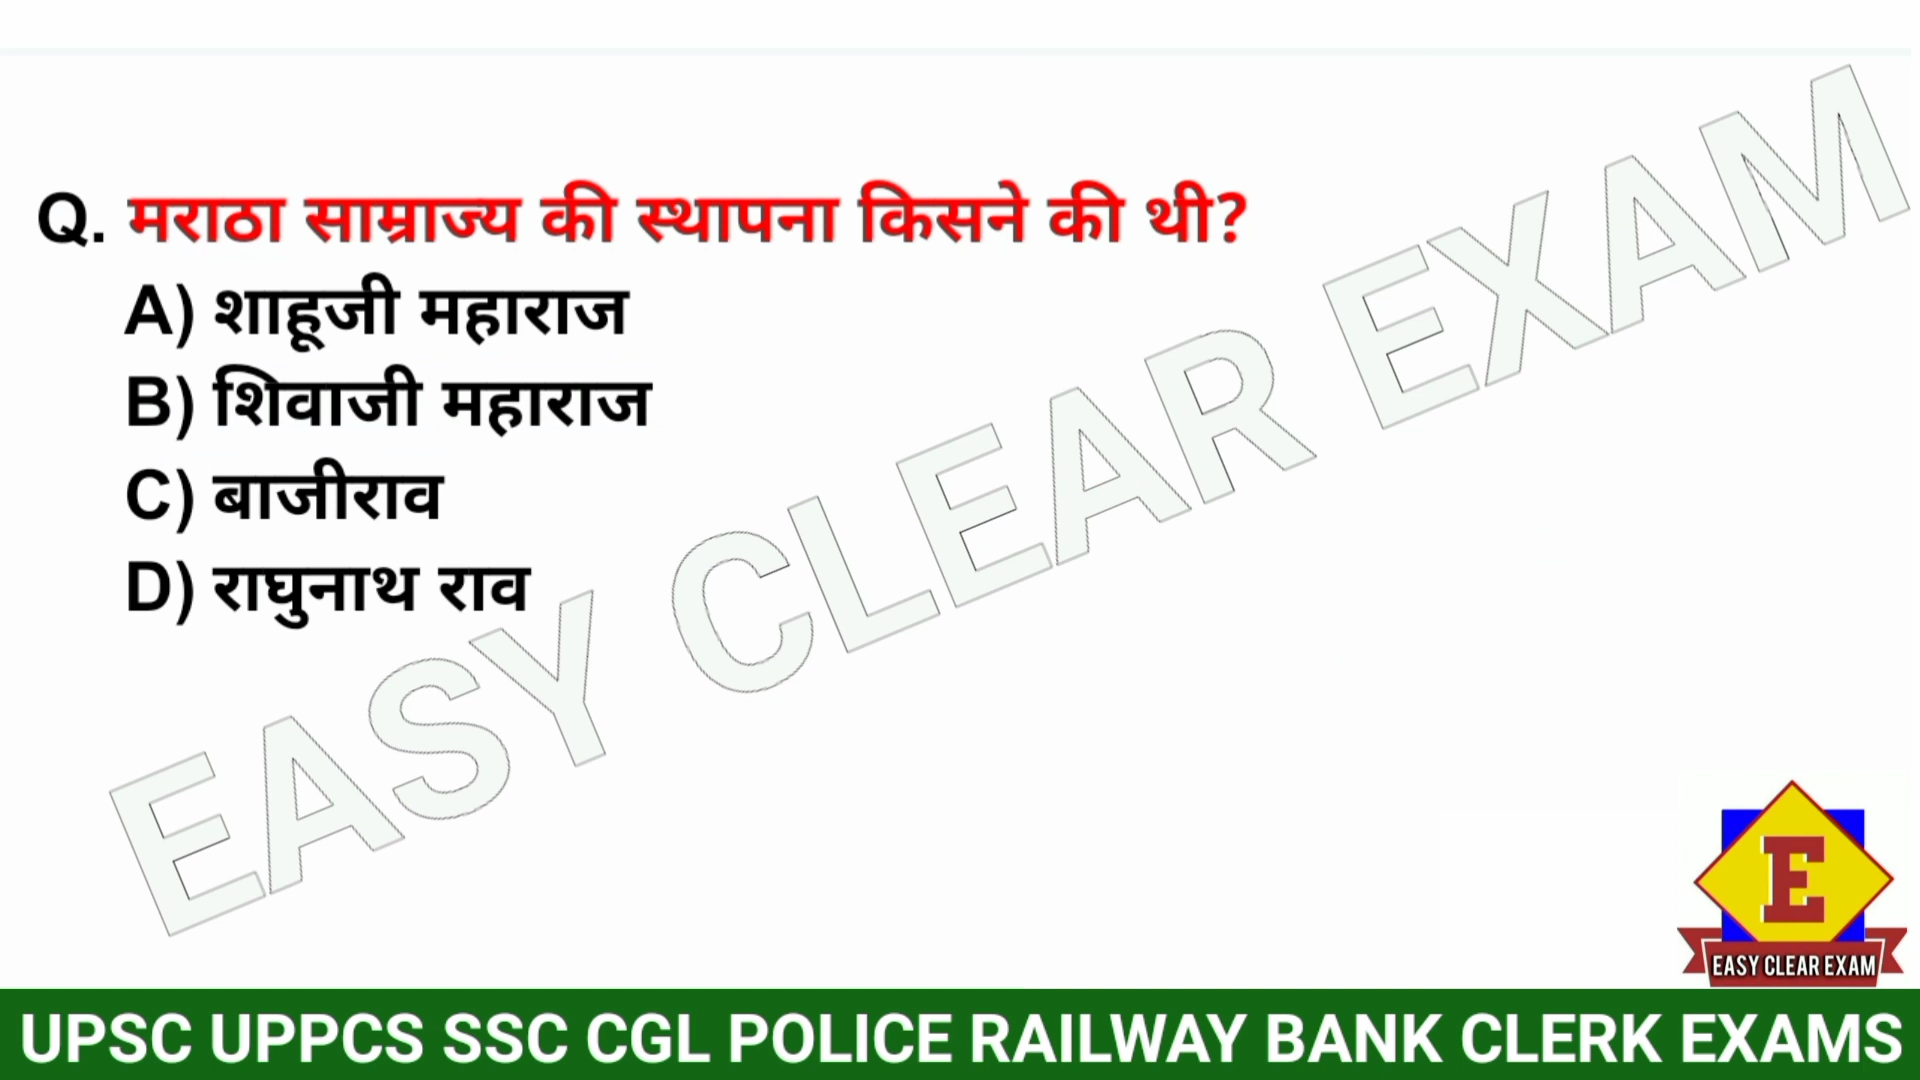 Q. मराठा साम्राज्य की स्थापना किसने की थी?
A) शाहूजी महाराज
B) शिवाजी महाराज
C) बाजीराव
D) राघुनाथ राव
EASY CLEAR EXAM
E
EASY CLEAR EXAM
UPSC UPPCS SSC CGL POLICE RAILWAY BANK CLERK EXAMS